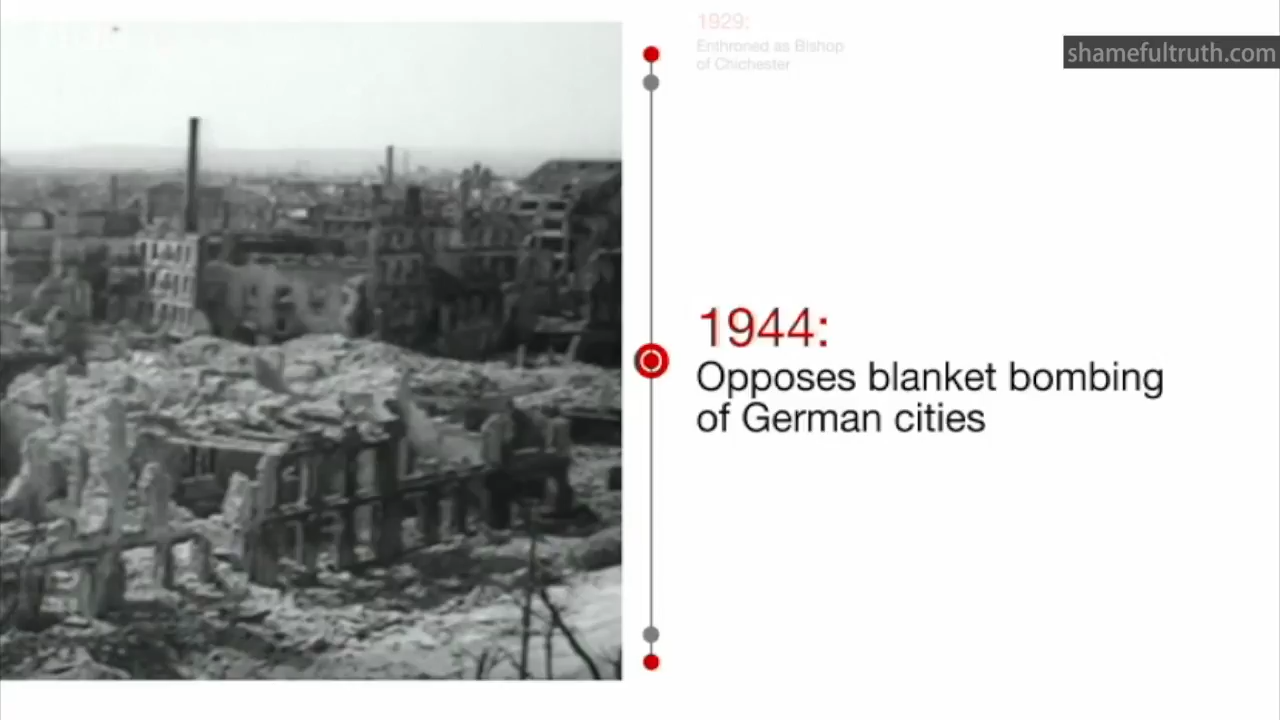 1929:
Enthroned as Bishop
of Chichester
shamefultruth.com
1944:
Opposes blanket bombing
of German cities